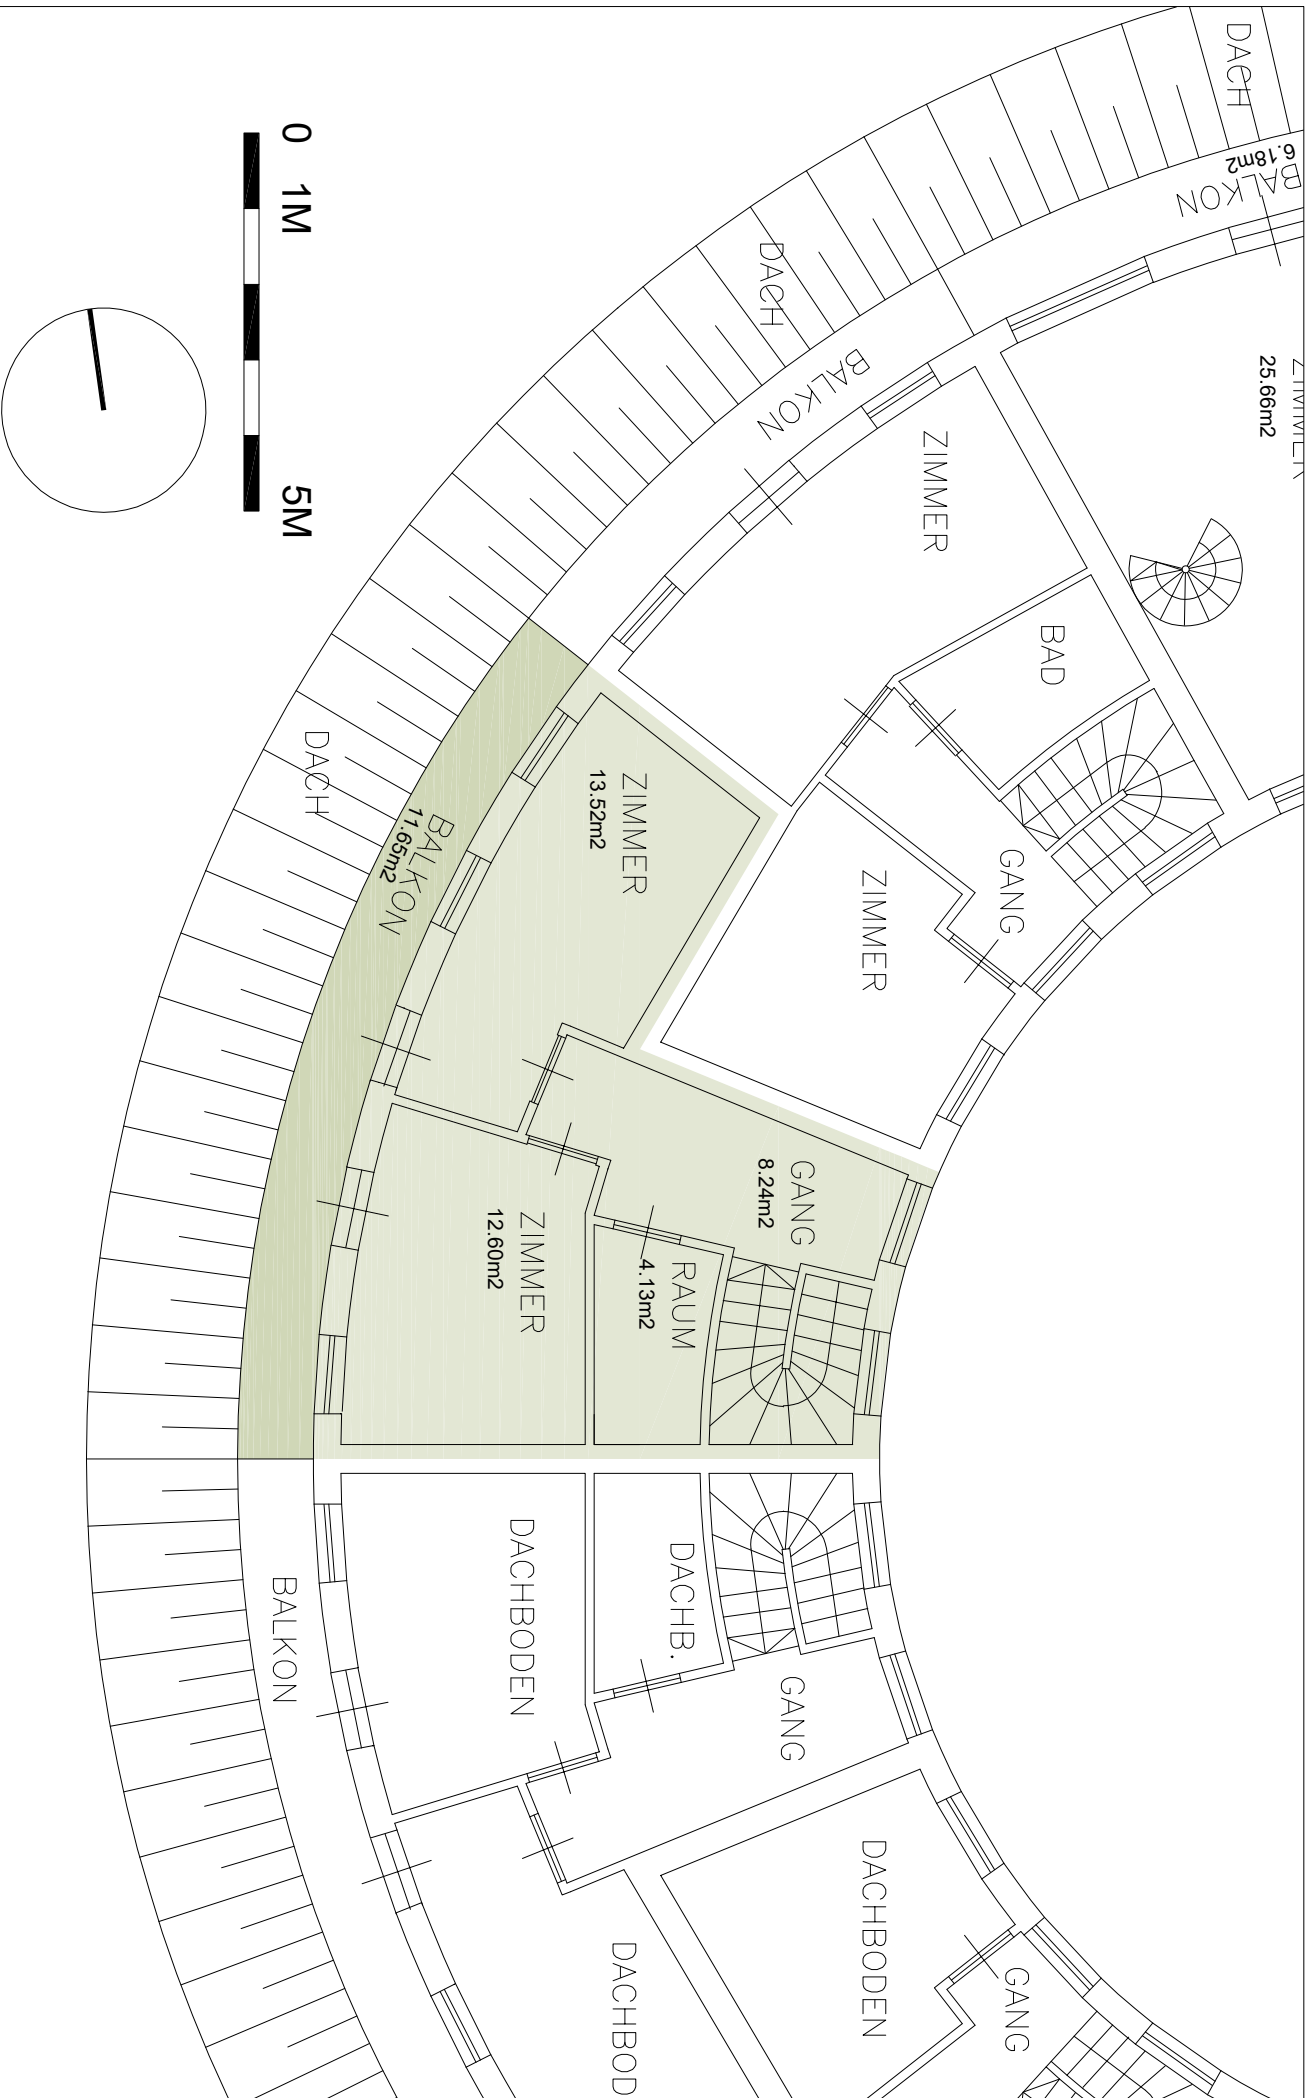 0
1M
5M
DACH
BALKON
6.18m2
ZIMMER
25.66m2
DACH
BALKON
ZIMMER
BAD
GANG
ZIMMER
DACH
BALKON
11.65m2
ZIMMER
13.52m2
GANG
8.24m2
RAUM
4.13m2
ZIMMER
12.60m2
BALKON
DACHBODEN
DACHB.
GANG
DACHBODEN
GANG
DACHBOD